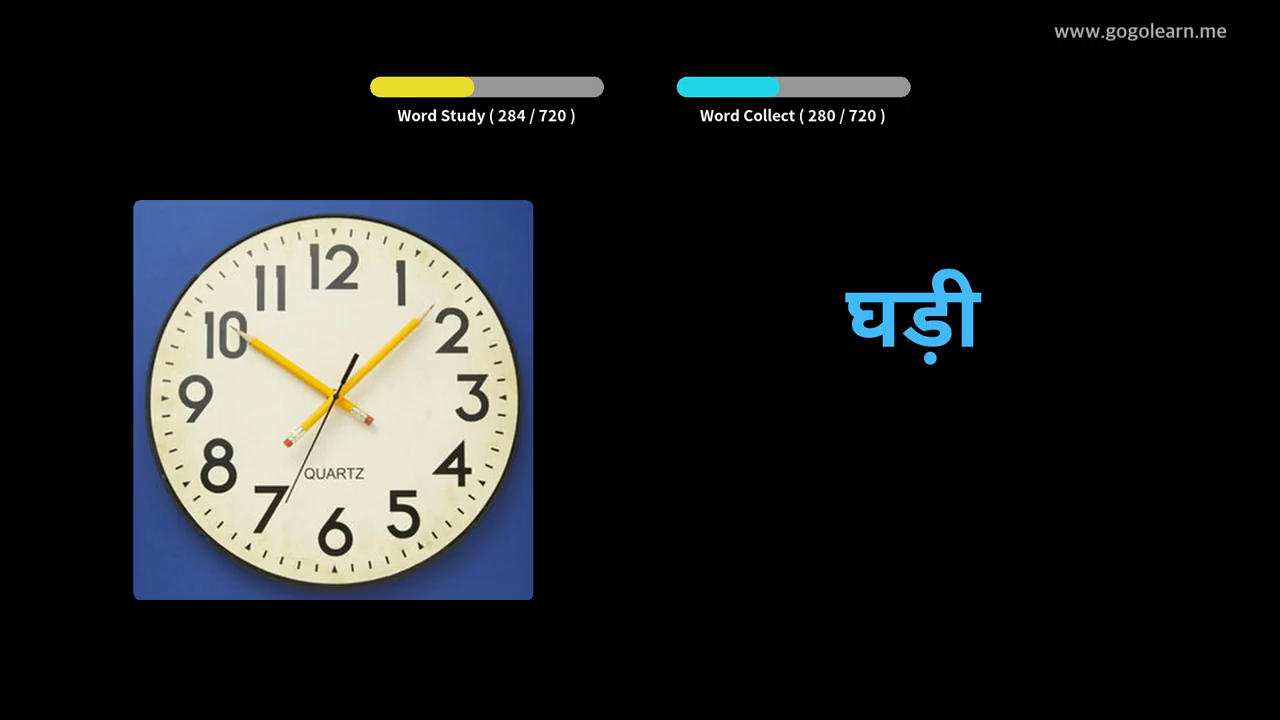 www.gogolearn.me
Word Study ( 284 / 720 )
Word Collect ( 280 / 720 )
घड़ी
12
11
1
10
2
9
3
8
4
QUARTZ
7
5
6